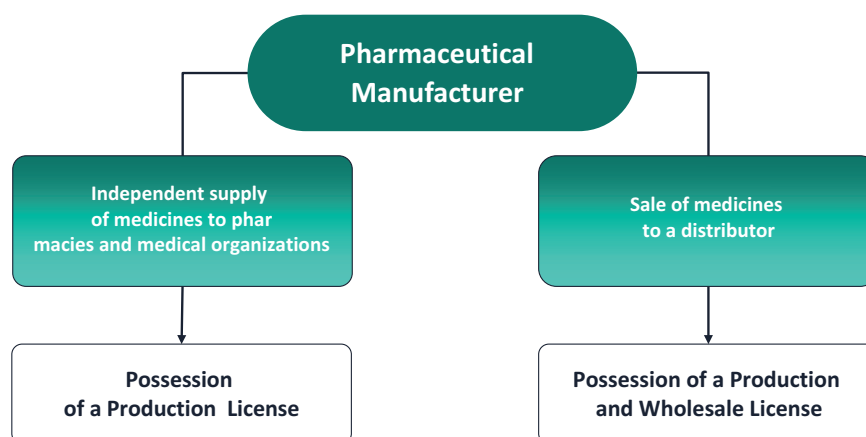 Pharmaceutical
Manufacturer
Independent supply
of medicines to phar
macies and medical organizations
Sale of medicines
to a distributor
Possession
of a Production License
Possession of a Production
and Wholesale License